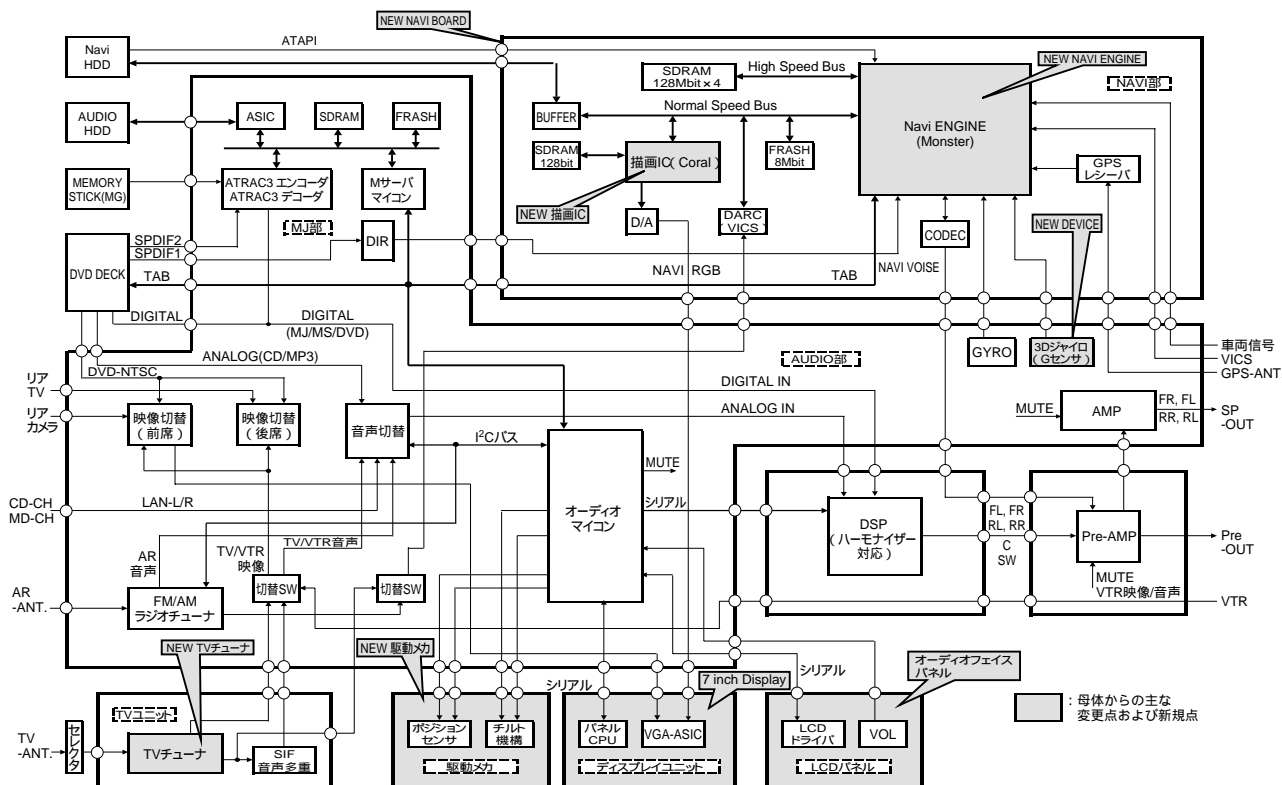 NEW NAVI BOARD
Navi
HDD
ATAPI
AUDIO
HDD
ASIC
SDRAM
FRASH
MEMORY
STICK(MG)
ATRAC3 エンコーダ
ATRAC3 デコーダ
Mサーバ
マイコン
MJ部
SPDIF2
SPDIF1
DIR
DVD DECK
TAB
DIGITAL
DIGITAL
(MJ/MS/DVD)
SDRAM
128Mbit×4
High Speed Bus
Normal Speed Bus
BUFFER
SDRAM
128bit
描画IC( Coral )
NEW 描画IC
D/A
DARC
( VICS )
FRASH
8Mbit
Navi ENGINE
(Monster)
NEW NAVI ENGINE
NAVI部
GPS
レシーバ
CODEC
NEW DEVICE
NAVI RGB
TAB
NAVI VOISE
GYRO
3Dジャイロ
( Gセンサ )
車両信号
VICS
GPS-ANT
ANALOG(CD/MP3)
DVD-NTSC
AUDIO部
DIGITAL IN
ANALOG IN
リア
TV
リア
カメラ
映像切替
( 前席 )
映像切替
( 後席 )
音声切替
I²Cバス
MUTE
AMP
FR, FL
RR, RL
SP
-OUT
CD-CH
MD-CH
LAN-L/R
オーディオ
マイコン
MUTE
シリアル
DSP
( ハーモナイザー
対応 )
FL, FR
RL, RR
C
SW
Pre-AMP
Pre
-OUT
MUTE
VTR映像/音声
VTR
AR
音声
TV/VTR
映像
TV/VTR音声
切替SW
切替SW
AR
-ANT.
FM/AM
ラジオチューナ
NEW TVチューナ
NEW 駆動メカ
シリアル
7 inch Display
シリアル
オーディオフェイス
パネル
TVユニット
TV
-ANT.
セレクタ
TVチューナ
SIF
音声多重
ポジション
センサ
チルト
機構
駆動メカ
パネル
CPU
VGA-ASIC
ディスプレイユニット
LCD
ドライバ
VOL
LCDパネル
: 母体からの主な
変更点および新規点